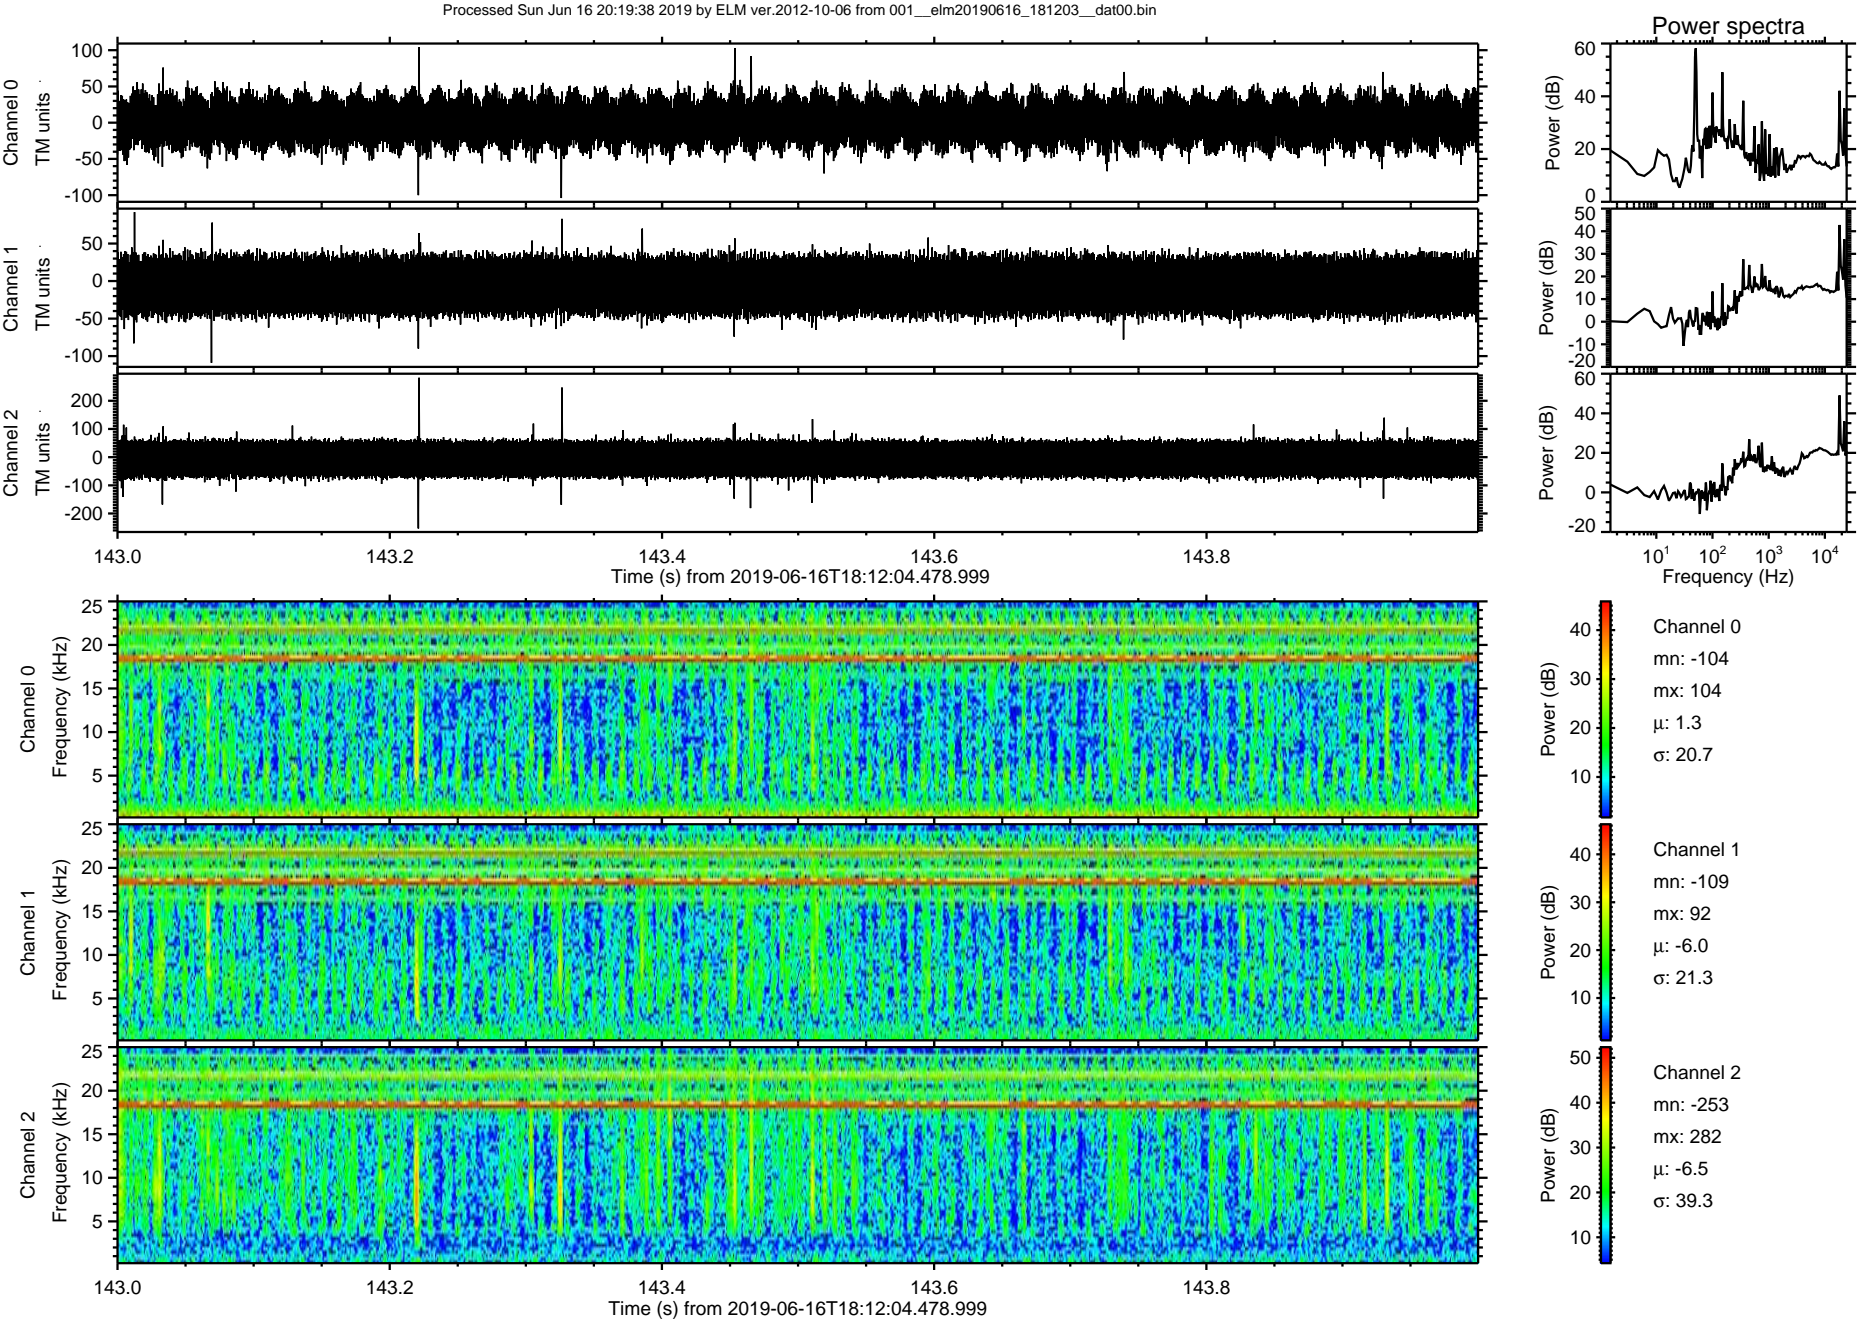 Processed Sun Jun 16 20:19:38 2019 by ELM ver.2012-10-06 from 001__elm20190616_181203__dat00.bin
Power spectra
Channel 0
TM units
100
50
0
-50
-100
Power (dB)
60
40
20
0
Channel 1
TM units
50
0
-50
-100
Power (dB)
50
40
30
20
10
0
-10
-20
Channel 2
TM units
200
100
0
-100
-200
Power (dB)
60
40
20
0
-20
143.0 143.2 143.4 143.6 143.8
Time (s) from 2019-06-16T18:12:04.478.999
10¹ 10² 10³ 10⁴
Frequency (Hz)
Channel 0
Frequency (kHz)
25
20
15
10
5
Power (dB)
40
30
20
10
Channel 0
mn: -104
mx: 104
μ: 1.3
σ: 20.7
Channel 1
Frequency (kHz)
25
20
15
10
5
Power (dB)
40
30
20
10
Channel 1
mn: -109
mx: 92
μ: -6.0
σ: 21.3
Channel 2
Frequency (kHz)
25
20
15
10
5
Power (dB)
50
40
30
20
10
Channel 2
mn: -253
mx: 282
μ: -6.5
σ: 39.3
143.0 143.2 143.4 143.6 143.8
Time (s) from 2019-06-16T18:12:04.478.999